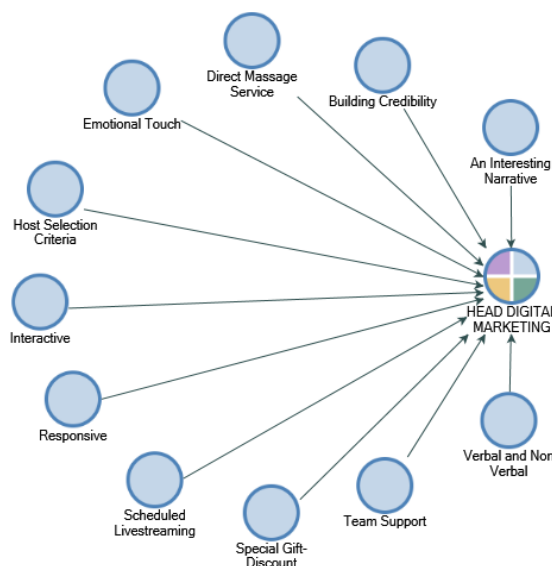 Direct Massage
Service
Building Credibility
Emotional Touch
An Interesting
Narrative
Host Selection
Criteria
HEAD DIGITAL
MARKETING
Interactive
Responsive
Verbal and Non
Verbal
Scheduled
Livestreaming
Team Support
Special Gift-
Discount